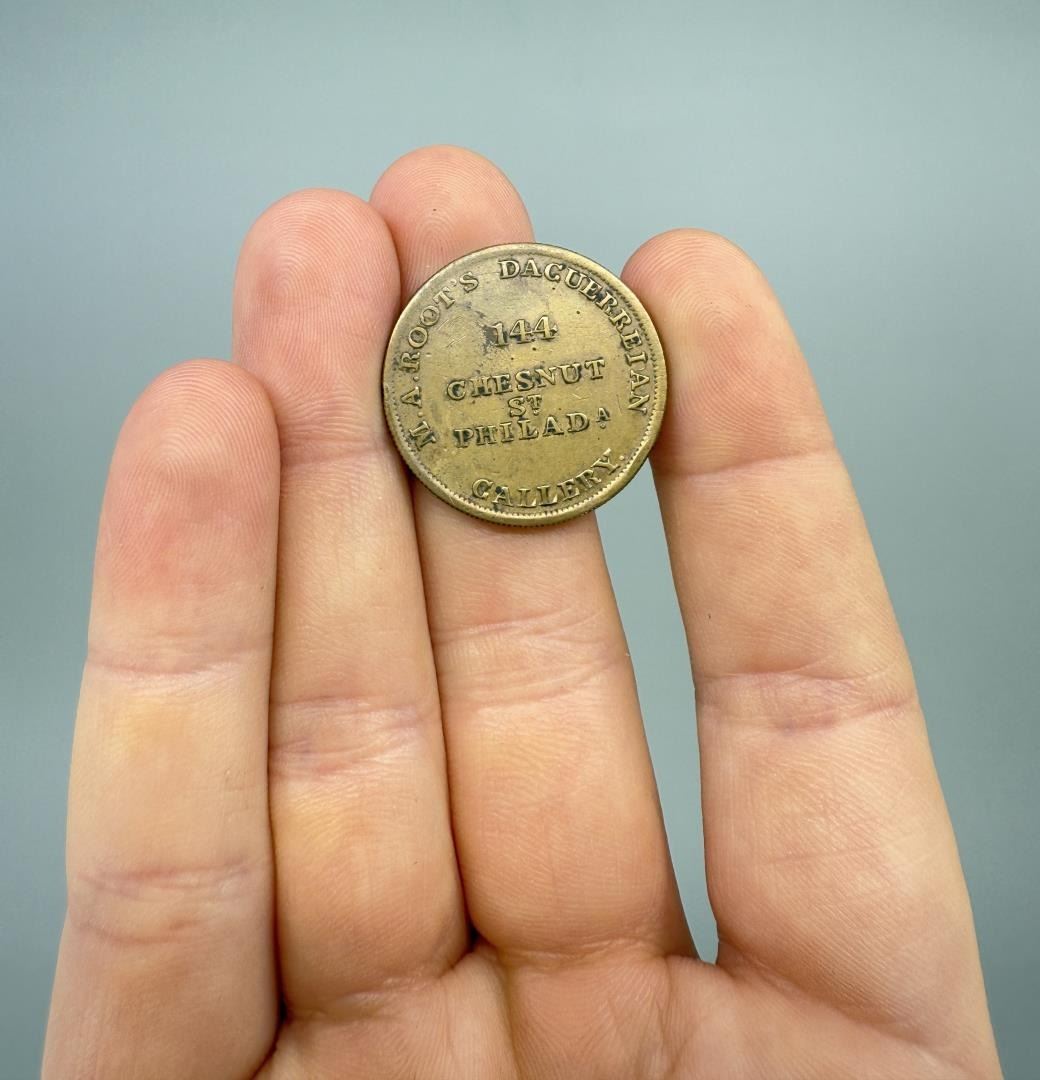 M.A.ROOT'S DAGUERREIAN
144
CHESNUT
ST
PHILADA
GALLERY.